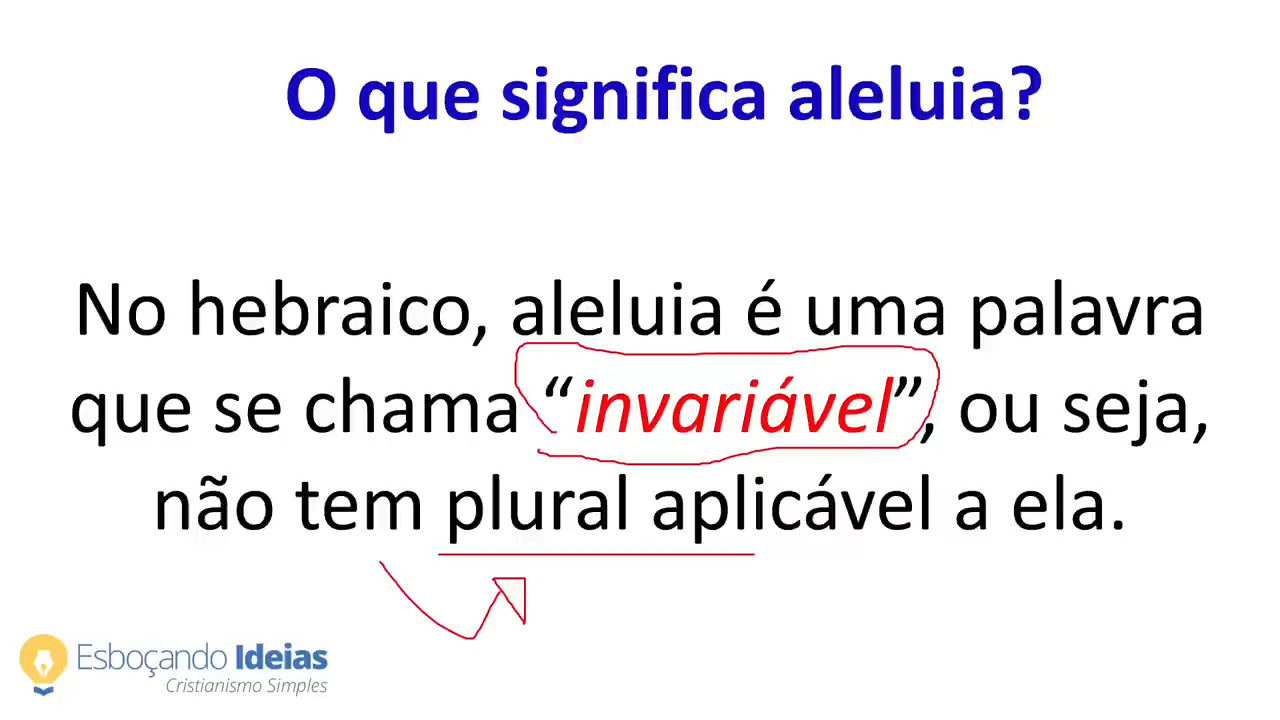 O que significa aleluia?
No hebraico, aleluia é uma palavra
que se chama “invariável”, ou seja,
não tem plural aplicável a ela.
Esboçando Ideias
Cristianismo Simples